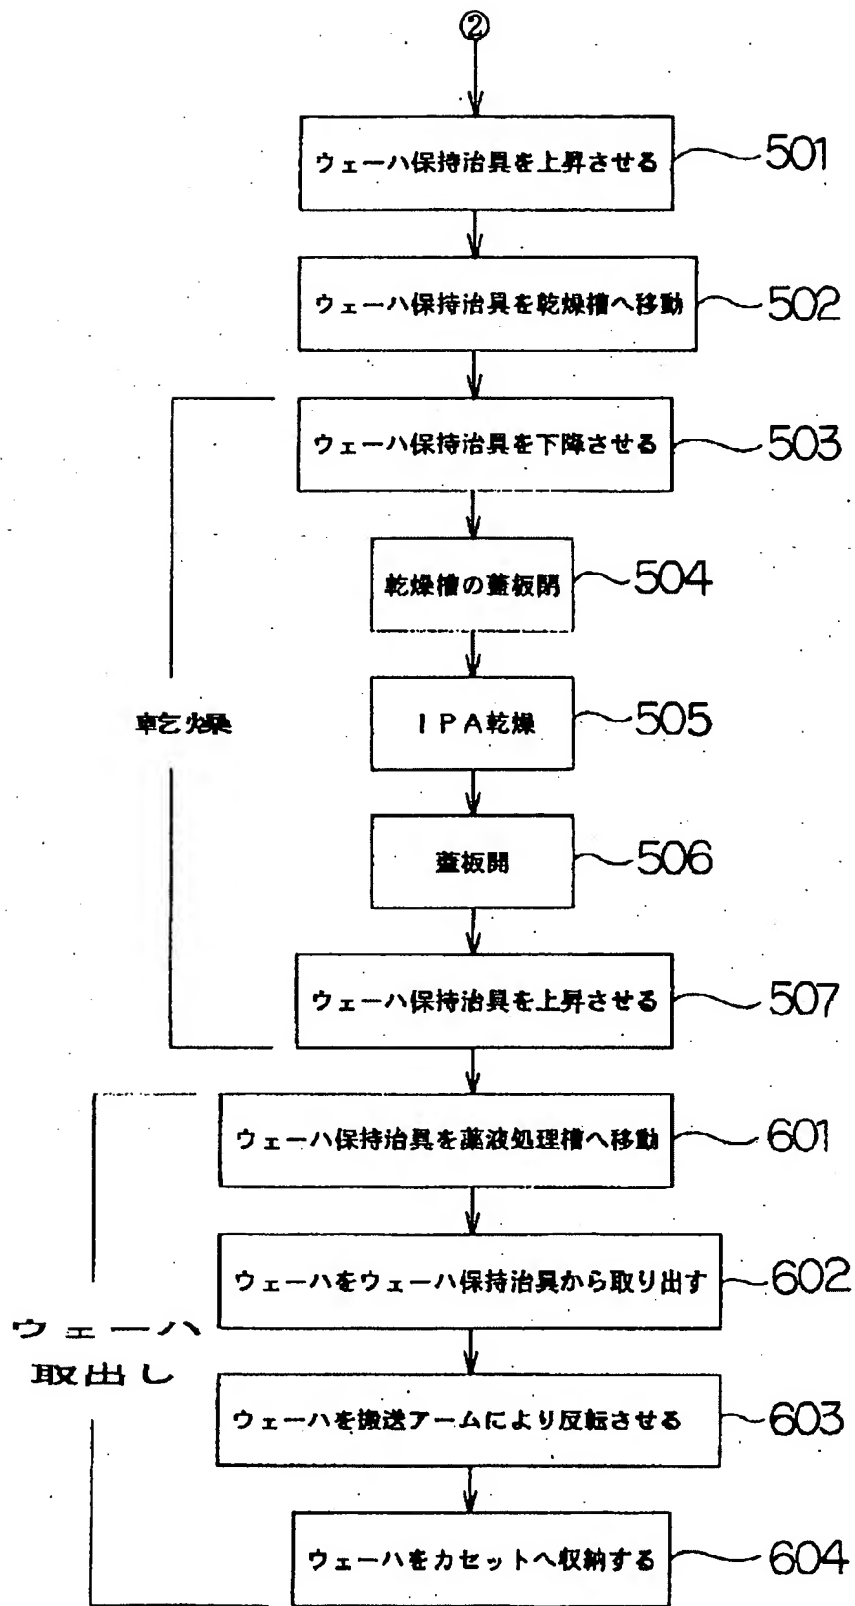 ②
ウェーハ保持治具を上昇させる 501
ウェーハ保持治具を乾燥槽へ移動 502
ウェーハ保持治具を下降させる 503
乾燥槽の蓋板閉 504
乾燥
IPA乾燥 505
蓋板開 506
ウェーハ保持治具を上昇させる 507
ウェーハ保持治具を薬液処理槽へ移動 601
ウェーハをウェーハ保持治具から取り出す 602
ウェーハ
取出し
ウェーハを搬送アームにより反転させる 603
ウェーハをカセットへ収納する 604